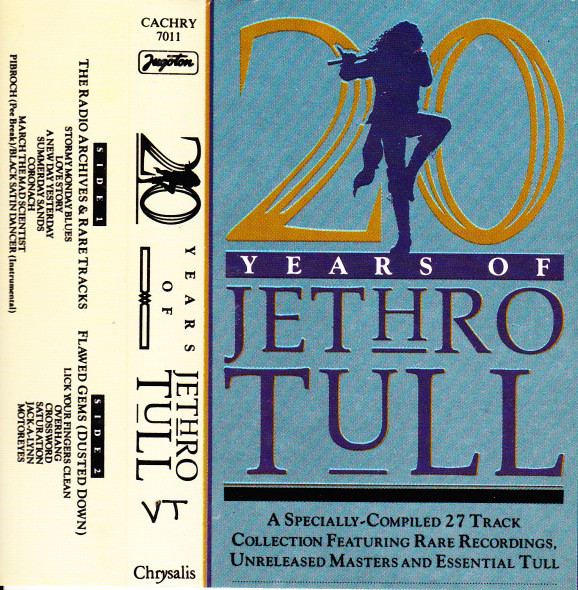 CACHRY
7011
Jugoton
THE RADIO ARCHIVES & RARE TRACKS
SIDE 1
STORMY MONDAY BLUES
LOVE STORY
A NEW DAY YESTERDAY
SUMMERDAY SANDS
CORONACH
MARCH THE MAD SCIENTIST
PIBROCH (Pee Break)/BLACK SATIN DANCER (Instrumental)
FLAWED GEMS (DUSTED DOWN)
SIDE 2
LICK YOUR FINGERS CLEAN
OVERHANG
CROSSWORD
SATURATION
JACK-A-LYNN
MOTOREYES
20
YEARS
OF
JETHRO
TULL
Chrysalis
20
YEARS OF
JETHRO
TULL
A SPECIALLY-COMPILED 27 TRACK
COLLECTION FEATURING RARE RECORDINGS,
UNRELEASED MASTERS AND ESSENTIAL TULL